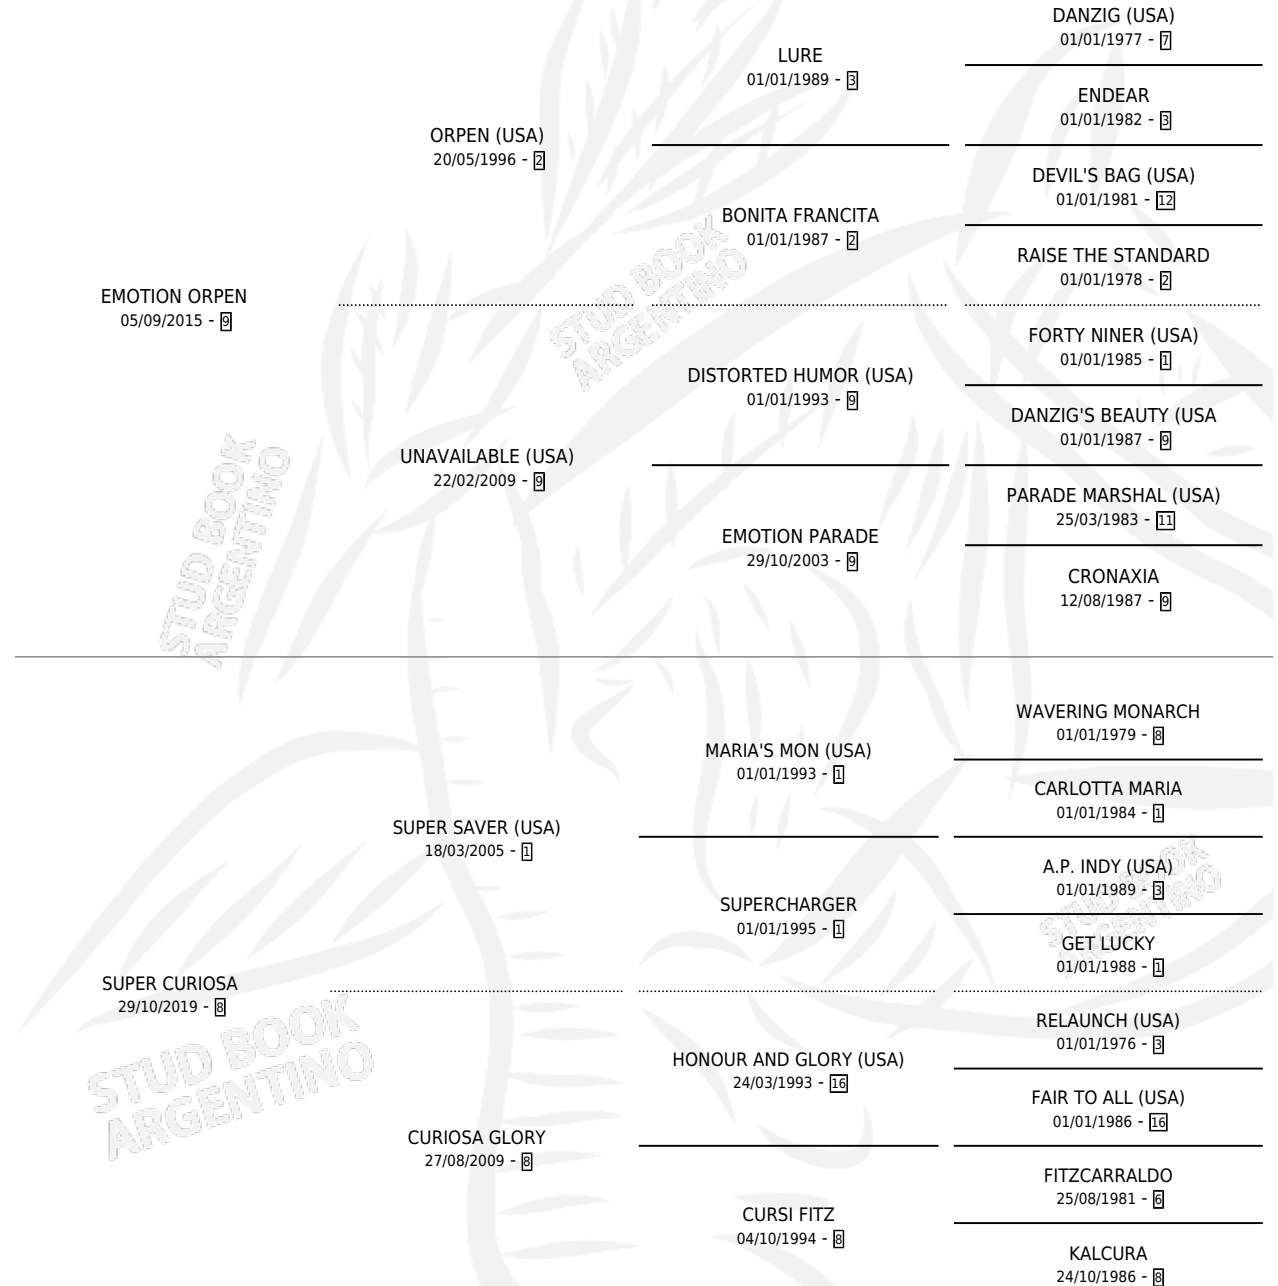 DANZIG (USA)
01/01/1977 - 7
LURE
01/01/1989 - 3
ENDEAR
01/01/1982 - 3
ORPEN (USA)
20/05/1996 - 2
DEVIL'S BAG (USA)
01/01/1981 - 12
BONITA FRANCITA
01/01/1987 - 2
RAISE THE STANDARD
01/01/1978 - 2
EMOTION ORPEN
05/09/2015 - 9
STUD BOOK
ARGENTINO
FORTY NINER (USA)
01/01/1985 - 1
DISTORTED HUMOR (USA)
01/01/1993 - 9
DANZIG'S BEAUTY (USA
01/01/1987 - 9
UNAVAILABLE (USA)
22/02/2009 - 9
PARADE MARSHAL (USA)
25/03/1983 - 11
EMOTION PARADE
29/10/2003 - 9
CRONAXIA
12/08/1987 - 9
STUD BOOK
ARGENTINO
WAVERING MONARCH
01/01/1979 - 8
MARIA'S MON (USA)
01/01/1993 - 1
CARLOTTA MARIA
01/01/1984 - 1
SUPER SAVER (USA)
18/03/2005 - 1
A.P. INDY (USA)
01/01/1989 - 3
SUPERCHARGER
01/01/1995 - 1
GET LUCKY
01/01/1988 - 1
STUD BOOK
ARGENTINO
SUPER CURIOSA
29/10/2019 - 8
RELAUNCH (USA)
01/01/1976 - 3
HONOUR AND GLORY (USA)
24/03/1993 - 16
FAIR TO ALL (USA)
01/01/1986 - 16
STUD BOOK
ARGENTINO
CURIOSA GLORY
27/08/2009 - 8
FITZCARRALDO
25/08/1981 - 6
CURSI FITZ
04/10/1994 - 8
KALCURA
24/10/1986 - 8